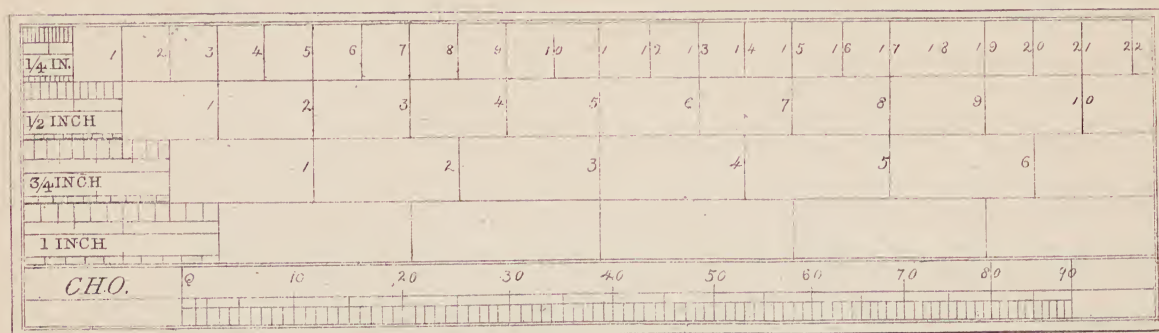 1 2 3 4 5 6 7 8 9 10 1 12 13 14 15 16 17 18 19 20 21 22
1/4 IN.
1 2 3 4 5 6 7 8 9 10
1/2 INCH
1 2 3 4 5 6
3/4 INCH
1 INCH
CHO. 0 10 20 30 40 50 60 70 80 90